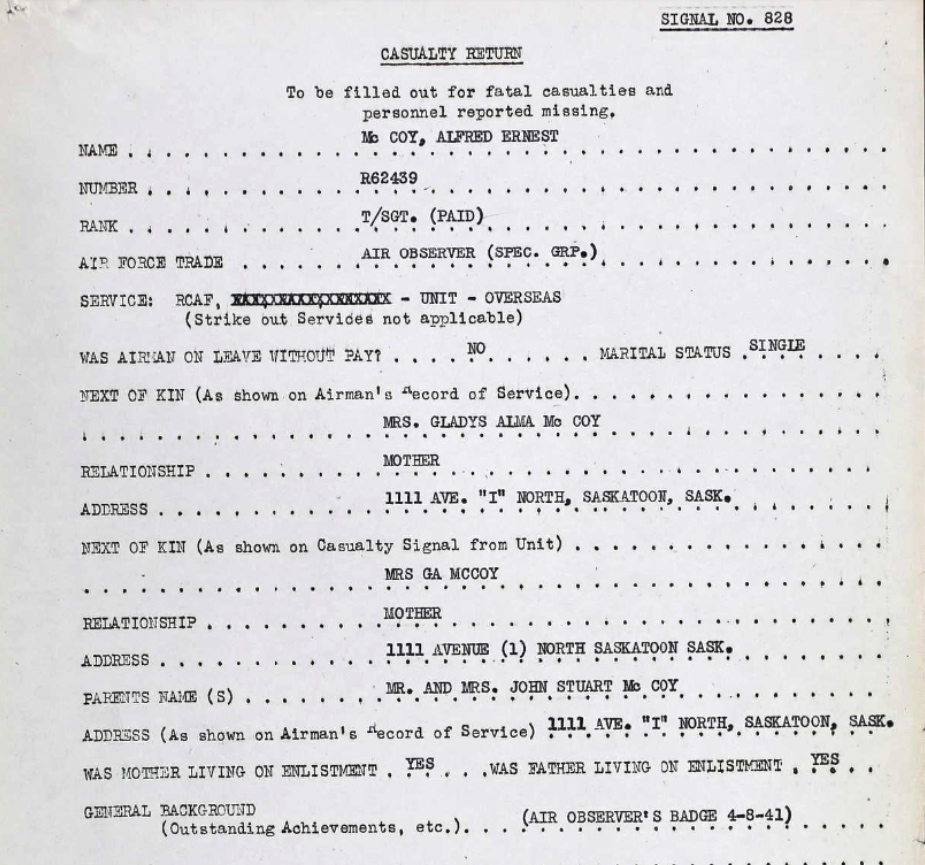 SIGNAL NO. 828
CASUALTY RETURN
To be filled out for fatal casualties and
personnel reported missing.
NAME . . . . Mc COY, ALFRED ERNEST
NUMBER . . . . R62439
RANK . . . . T/SGT. (PAID)
AIR FORCE TRADE . . . . AIR OBSERVER (SPEC. GRP.)
SERVICE: RCAF, - UNIT - OVERSEAS
(Strike out Services not applicable)
WAS AIRMAN ON LEAVE WITHOUT PAY? . . . . NO . . . . MARITAL STATUS . SINGLE
NEXT OF KIN (As shown on Airman's Record of Service). . . .
MRS. GLADYS ALMA Mc COY
RELATIONSHIP . . . . MOTHER
ADDRESS . . . . 1111 AVE. "I" NORTH, SASKATOON, SASK.
NEXT OF KIN (As shown on Casualty Signal from Unit) . . . .
MRS GA MCCOY
RELATIONSHIP . . . . MOTHER
ADDRESS . . . . 1111 AVENUE (1) NORTH SASKATOON SASK.
PARENTS NAME (S) . . . . MR. AND MRS. JOHN STUART Mc COY
ADDRESS (As shown on Airman's Record of Service) 1111 AVE. "I" NORTH, SASKATOON, SASK.
WAS MOTHER LIVING ON ENLISTMENT . YES . . . WAS FATHER LIVING ON ENLISTMENT . YES . .
GENERAL BACKGROUND
(Outstanding Achievements, etc.). . . (AIR OBSERVER'S BADGE 4-8-41)